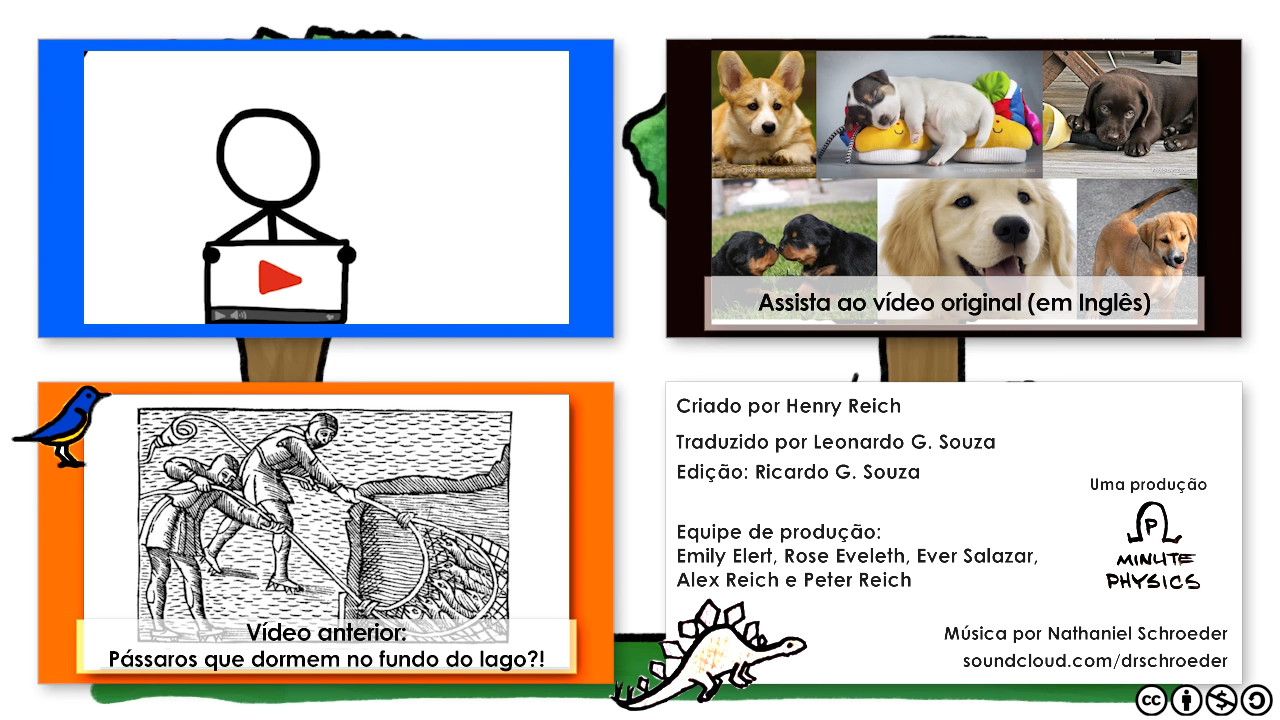 Assista ao vídeo original (em Inglês)
Vídeo anterior:
Pássaros que dormem no fundo do lago?!
Criado por Henry Reich
Traduzido por Leonardo G. Souza
Edição: Ricardo G. Souza
Uma produção
P
MINUTE
PHYSICS
Equipe de produção:
Emily Elert, Rose Eveleth, Ever Salazar,
Alex Reich e Peter Reich
Música por Nathaniel Schroeder
soundcloud.com/drschroeder
cc